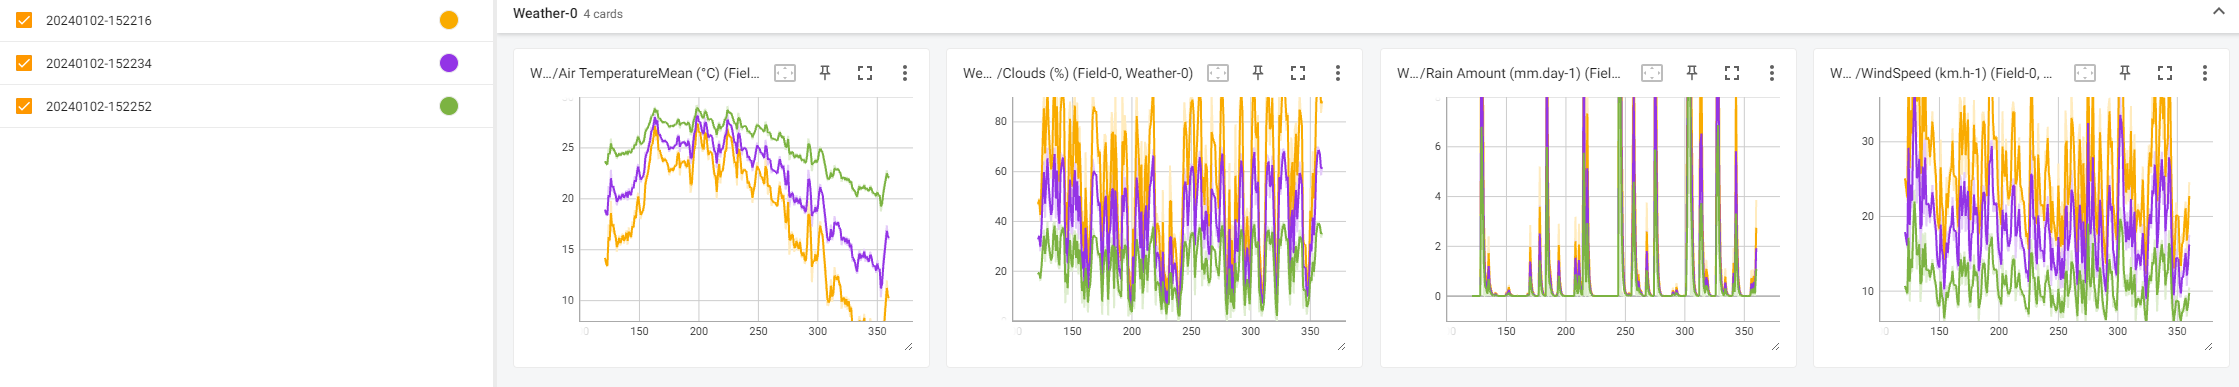 20240102-152216
20240102-152234
20240102-152252
Weather-0 4 cards
W.../Air TemperatureMean (°C) (Fiel...
25
20
15
10
150 200 250 300 350
We... /Clouds (%) (Field-0, Weather-0)
80
60
40
20
150 200 250 300 350
W.../Rain Amount (mm.day-1) (Fiel...
6
4
2
0
150 200 250 300 350
W... /WindSpeed (km.h-1) (Field-0, ...
30
20
10
150 200 250 300 350